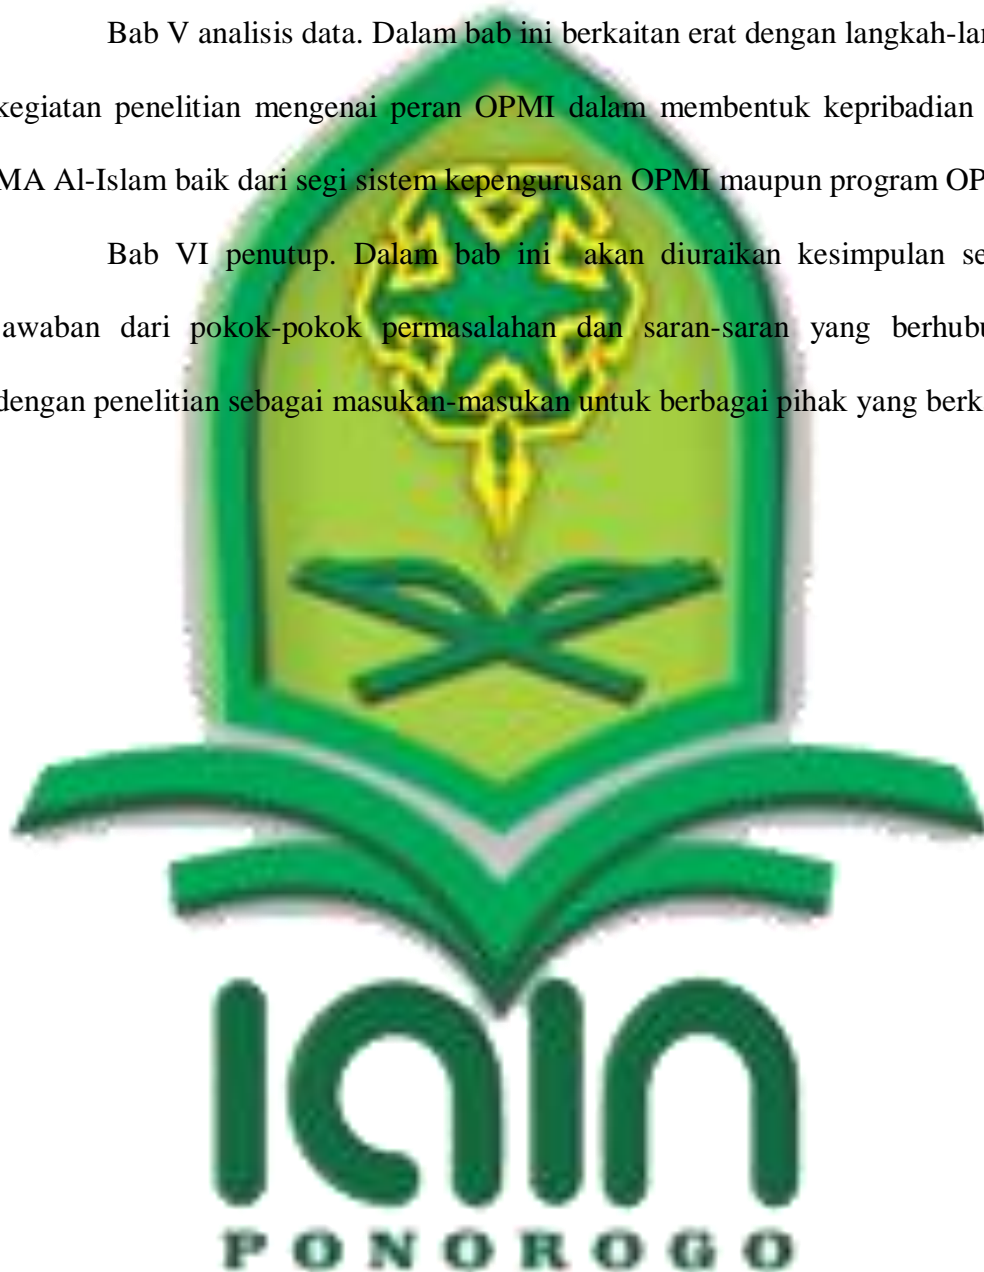 Bab V analisis data. Dalam bab ini berkaitan erat dengan langkah-lan
kegiatan penelitian mengenai peran OPMI dalam membentuk kepribadian
MA Al-Islam baik dari segi sistem kepengurusan OPMI maupun program OP
Bab VI penutup. Dalam bab ini akan diuraikan kesimpulan se
awaban dari pokok-pokok permasalahan dan saran-saran yang berhubu
dengan penelitian sebagai masukan-masukan untuk berbagai pihak yang berk
iain
PONOROGO